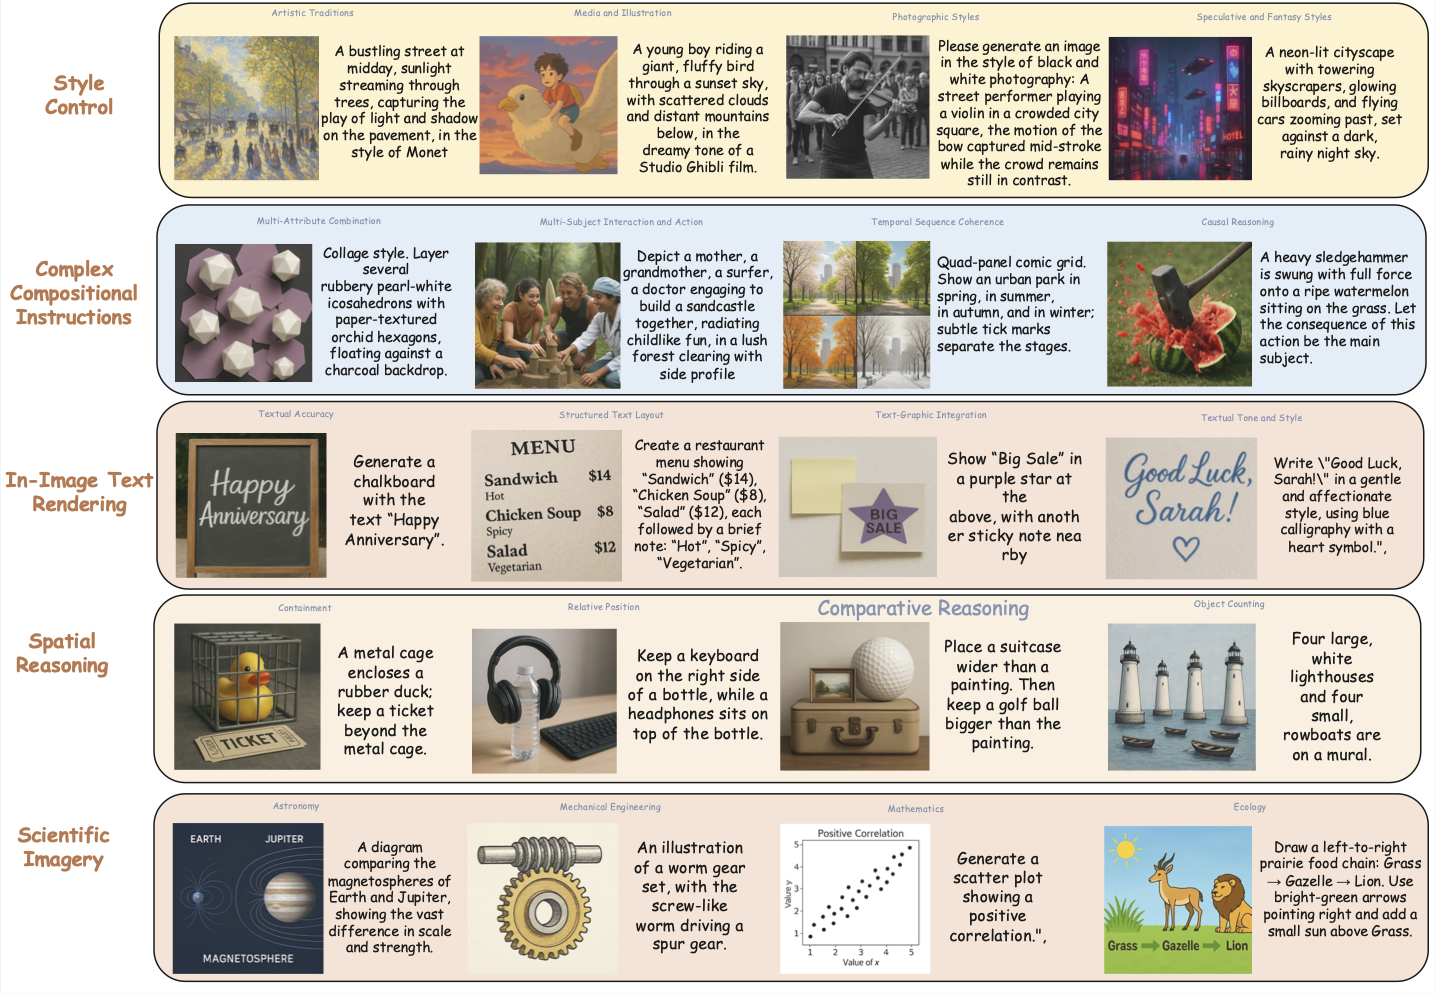 Style
Control
Artistic Traditions
A bustling street at
midday, sunlight
streaming through
trees, capturing the
play of light and shadow
on the pavement, in the
style of Monet
Media and Illustration
A young boy riding a
giant, fluffy bird
through a sunset sky,
with scattered clouds
and distant mountains
below, in the
dreamy tone of a
Studio Ghibli film.
Photographic Styles
Please generate an image
in the style of black and
white photography: A
street performer playing
a violin in a crowded city
square, the motion of the
bow captured mid-stroke
while the crowd remains
still in contrast.
Speculative and Fantasy Styles
HOTEL
A neon-lit cityscape
with towering
skyscrapers, glowing
billboards, and flying
cars zooming past, set
against a dark,
rainy night sky.
Complex
Compositional
Instructions
Multi-Attribute Combination
Collage style. Layer
several
rubbery pearl-white
icosahedrons with
paper-textured
orchid hexagons,
floating against a
charcoal backdrop.
Multi-Subject Interaction and Action
Depict a mother, a
grandmother, a surfer,
a doctor engaging to
build a sandcastle
together, radiating
childlike fun, in a lush
forest clearing with
side profile
Temporal Sequence Coherence
Quad-panel comic grid.
Show an urban park in
spring, in summer,
in autumn, and in winter;
subtle tick marks
separate the stages.
Causal Reasoning
A heavy sledgehammer
is swung with full force
onto a ripe watermelon
sitting on the grass. Let
the consequence of this
action be the main
subject.
In-Image Text
Rendering
Textual Accuracy
Happy
Anniversary
Generate a
chalkboard
with the
text “Happy
Anniversary”.
Structured Text Layout
MENU
Sandwich $14
Hot
Chicken Soup $8
Spicy
Salad $12
Vegetarian
Create a restaurant
menu showing
“Sandwich” ($14),
“Chicken Soup” ($8),
“Salad” ($12), each
followed by a brief
note: “Hot”, “Spicy”,
“Vegetarian”.
Text-Graphic Integration
BIG
SALE
Show “Big Sale” in
a purple star at
the
above, with anoth
er sticky note nea
rby
Textual Tone and Style
Good Luck,
Sarah!
Write \"Good Luck,
Sarah!\" in a gentle
and affectionate
style, using blue
calligraphy with a
heart symbol.",
Spatial
Reasoning
Containment
TICKET
A metal cage
encloses a
rubber duck;
keep a ticket
beyond the
metal cage.
Relative Position
Keep a keyboard
on the right side
of a bottle, while a
headphones sits on
top of the bottle.
Comparative Reasoning
Place a suitcase
wider than a
painting. Then
keep a golf ball
bigger than the
painting.
Object Counting
Four large,
white
lighthouses
and four
small,
rowboats are
on a mural.
Scientific
Imagery
Astronomy
EARTH JUPITER
MAGNETOSPHERE
A diagram
comparing the
magnetospheres of
Earth and Jupiter,
showing the vast
difference in scale
and strength.
Mechanical Engineering
An illustration
of a worm gear
set, with the
screw-like
worm driving a
spur gear.
Mathematics
Positive Correlation
5
4
3
2
1
Value y
1 2 3 4 5
Value of x
Generate a
scatter plot
showing a
positive
correlation.",
Ecology
Grass → Gazelle → Lion
Draw a left-to-right
prairie food chain: Grass
→ Gazelle → Lion. Use
bright-green arrows
pointing right and add a
small sun above Grass.